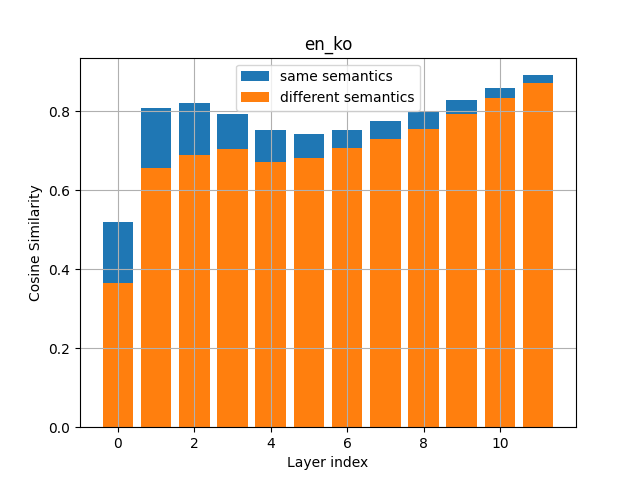 en_ko
same semantics
different semantics
Cosine Similarity
0.8
0.6
0.4
0.2
0.0
0 2 4 6 8 10
Layer index